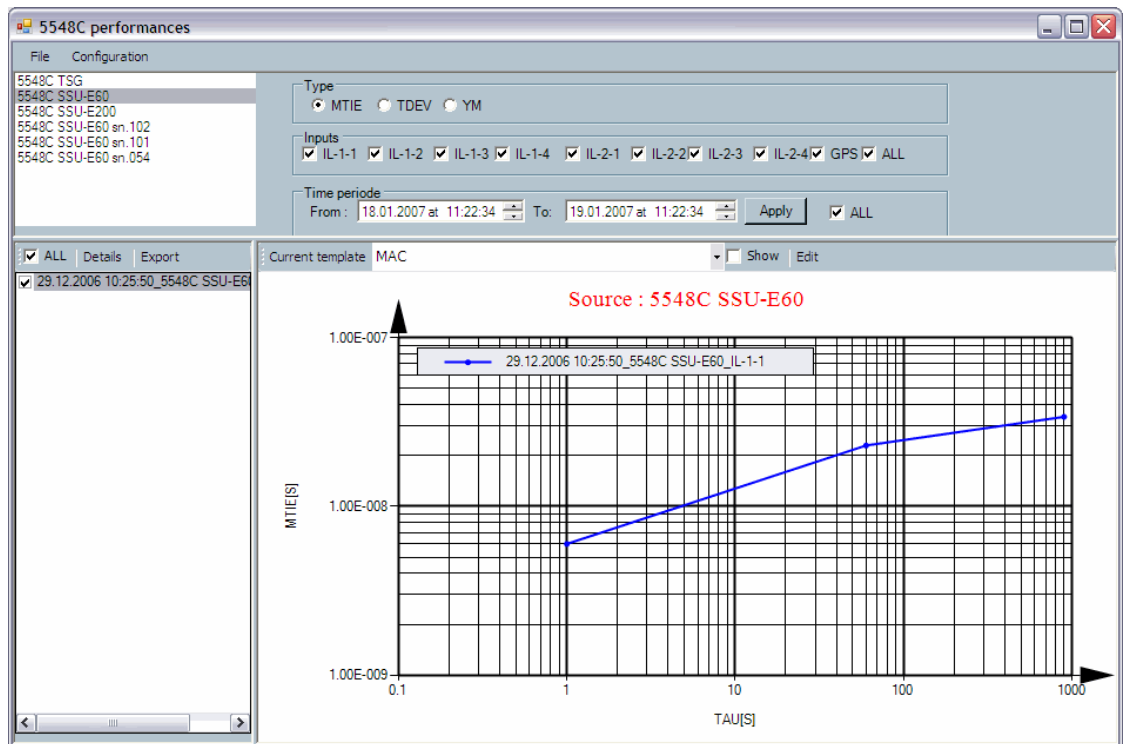 5548C performances
File Configuration
5548C TSG
5548C SSU-E60
5548C SSU-E200
5548C SSU-E60 sn.102
5548C SSU-E60 sn.101
5548C SSU-E60 sn.054
Type
MTIE TDEV YM
Inputs
IL-1-1 IL-1-2 IL-1-3 IL-1-4 IL-2-1 IL-2-2 IL-2-3 IL-2-4 GPS ALL
Time periode
From : 18.01.2007 at 11:22:34 To: 19.01.2007 at 11:22:34 Apply ALL
ALL Details Export
29.12.2006 10:25:50_5548C SSU-E60
Current template MAC Show Edit
Source : 5548C SSU-E60
1.00E-007
29.12.2006 10:25:50_5548C SSU-E60_IL-1-1
MTIE[S]
1.00E-008
1.00E-009
0.1 1 10 100 1000
TAU[S]